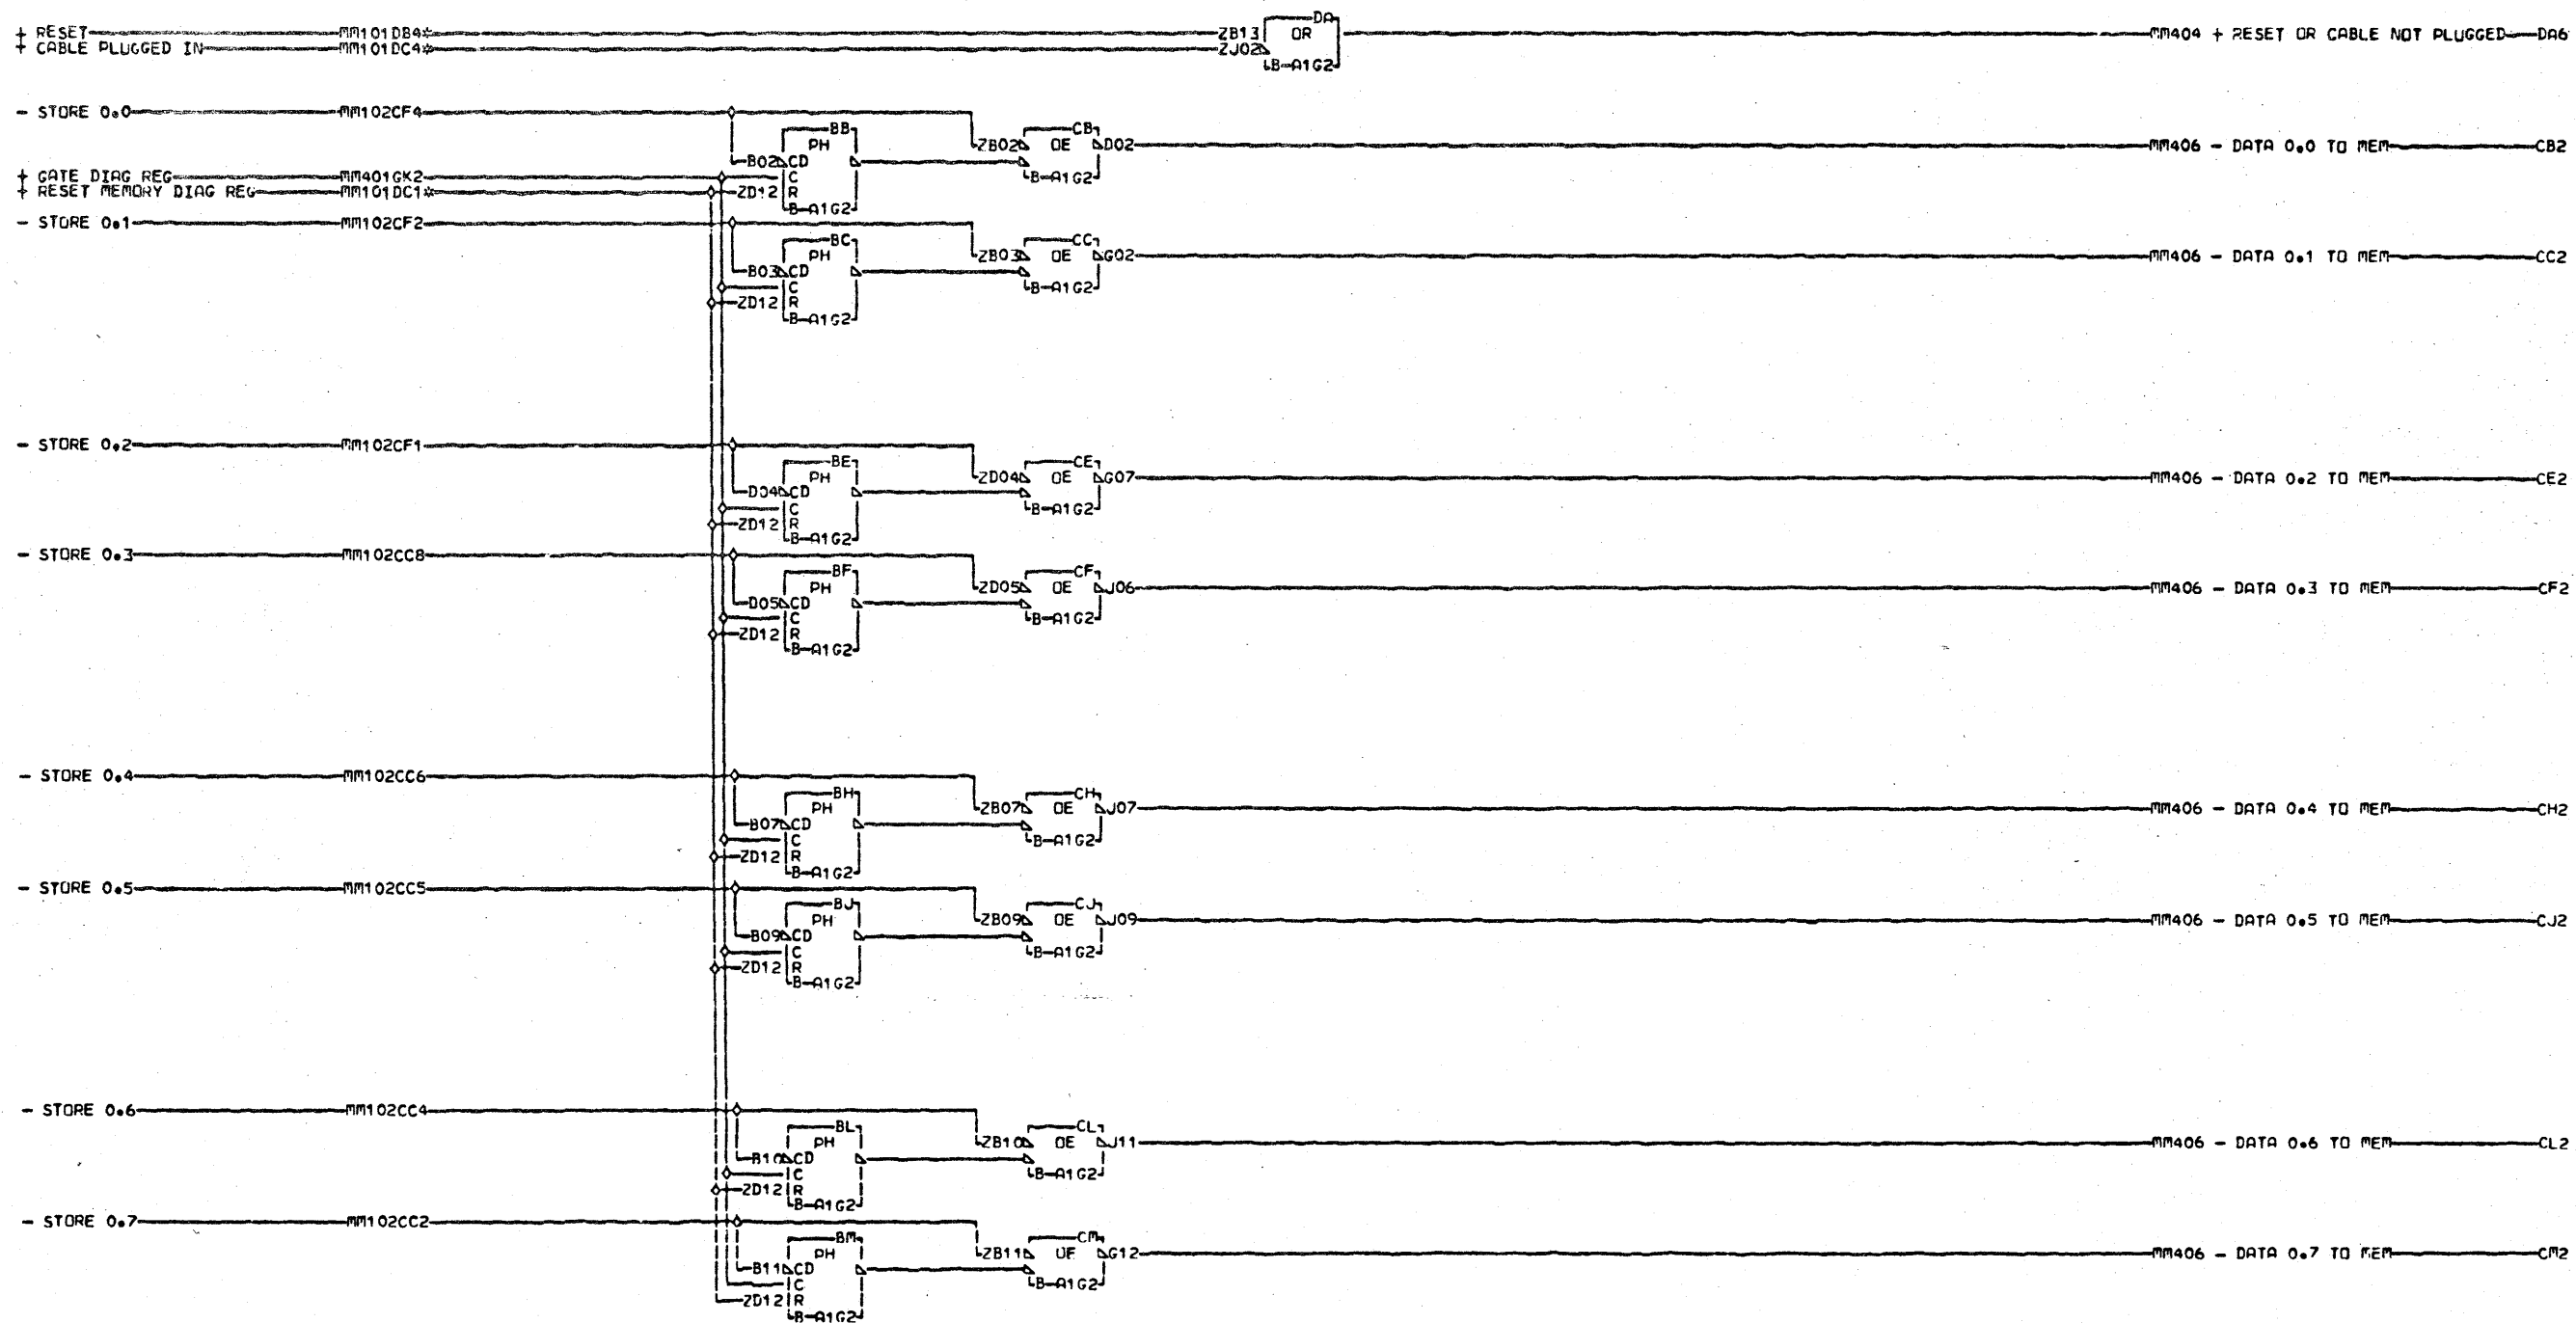 + RESET MM101DB4* ZB13 OR DA MM404 + RESET OR CABLE NOT PLUGGED DA6
+ CABLE PLUGGED IN MM101DC4* ZJ02
B-A1G2
- STORE 0.0 MM102CF4
BB CB
PH ZB02 OE D02 MM406 - DATA 0.0 TO MEM CB2
B02 CD
+ GATE DIAG REG MM401GK2 C B-A1G2
+ RESET MEMORY DIAG REG MM101DC1* ZD12 R
B-A1G2
- STORE 0.1 MM102CF2
BC CC
PH ZB03 OE G02 MM406 - DATA 0.1 TO MEM CC2
B03 CD
C B-A1G2
ZD12 R
B-A1G2
- STORE 0.2 MM102CF1
BE CE
PH ZD04 OE G07 MM406 - DATA 0.2 TO MEM CE2
D04 CD
C B-A1G2
ZD12 R
B-A1G2
- STORE 0.3 MM102CC8
BF CF
PH ZD05 OE J06 MM406 - DATA 0.3 TO MEM CF2
D05 CD
C B-A1G2
ZD12 R
B-A1G2
- STORE 0.4 MM102CC6
BH CH
PH ZB07 OE J07 MM406 - DATA 0.4 TO MEM CH2
B07 CD
C B-A1G2
ZD12 R
B-A1G2
- STORE 0.5 MM102CC5
BJ CJ
PH ZB09 OE J09 MM406 - DATA 0.5 TO MEM CJ2
B09 CD
C B-A1G2
ZD12 R
B-A1G2
- STORE 0.6 MM102CC4
BL CL
PH ZB10 OE J11 MM406 - DATA 0.6 TO MEM CL2
B10 CD
C B-A1G2
ZD12 R
B-A1G2
- STORE 0.7 MM102CC2
BM CM
PH ZB11 OE G12 MM406 - DATA 0.7 TO MEM CM2
B11 CD
C B-A1G2
ZD12 R
B-A1G2